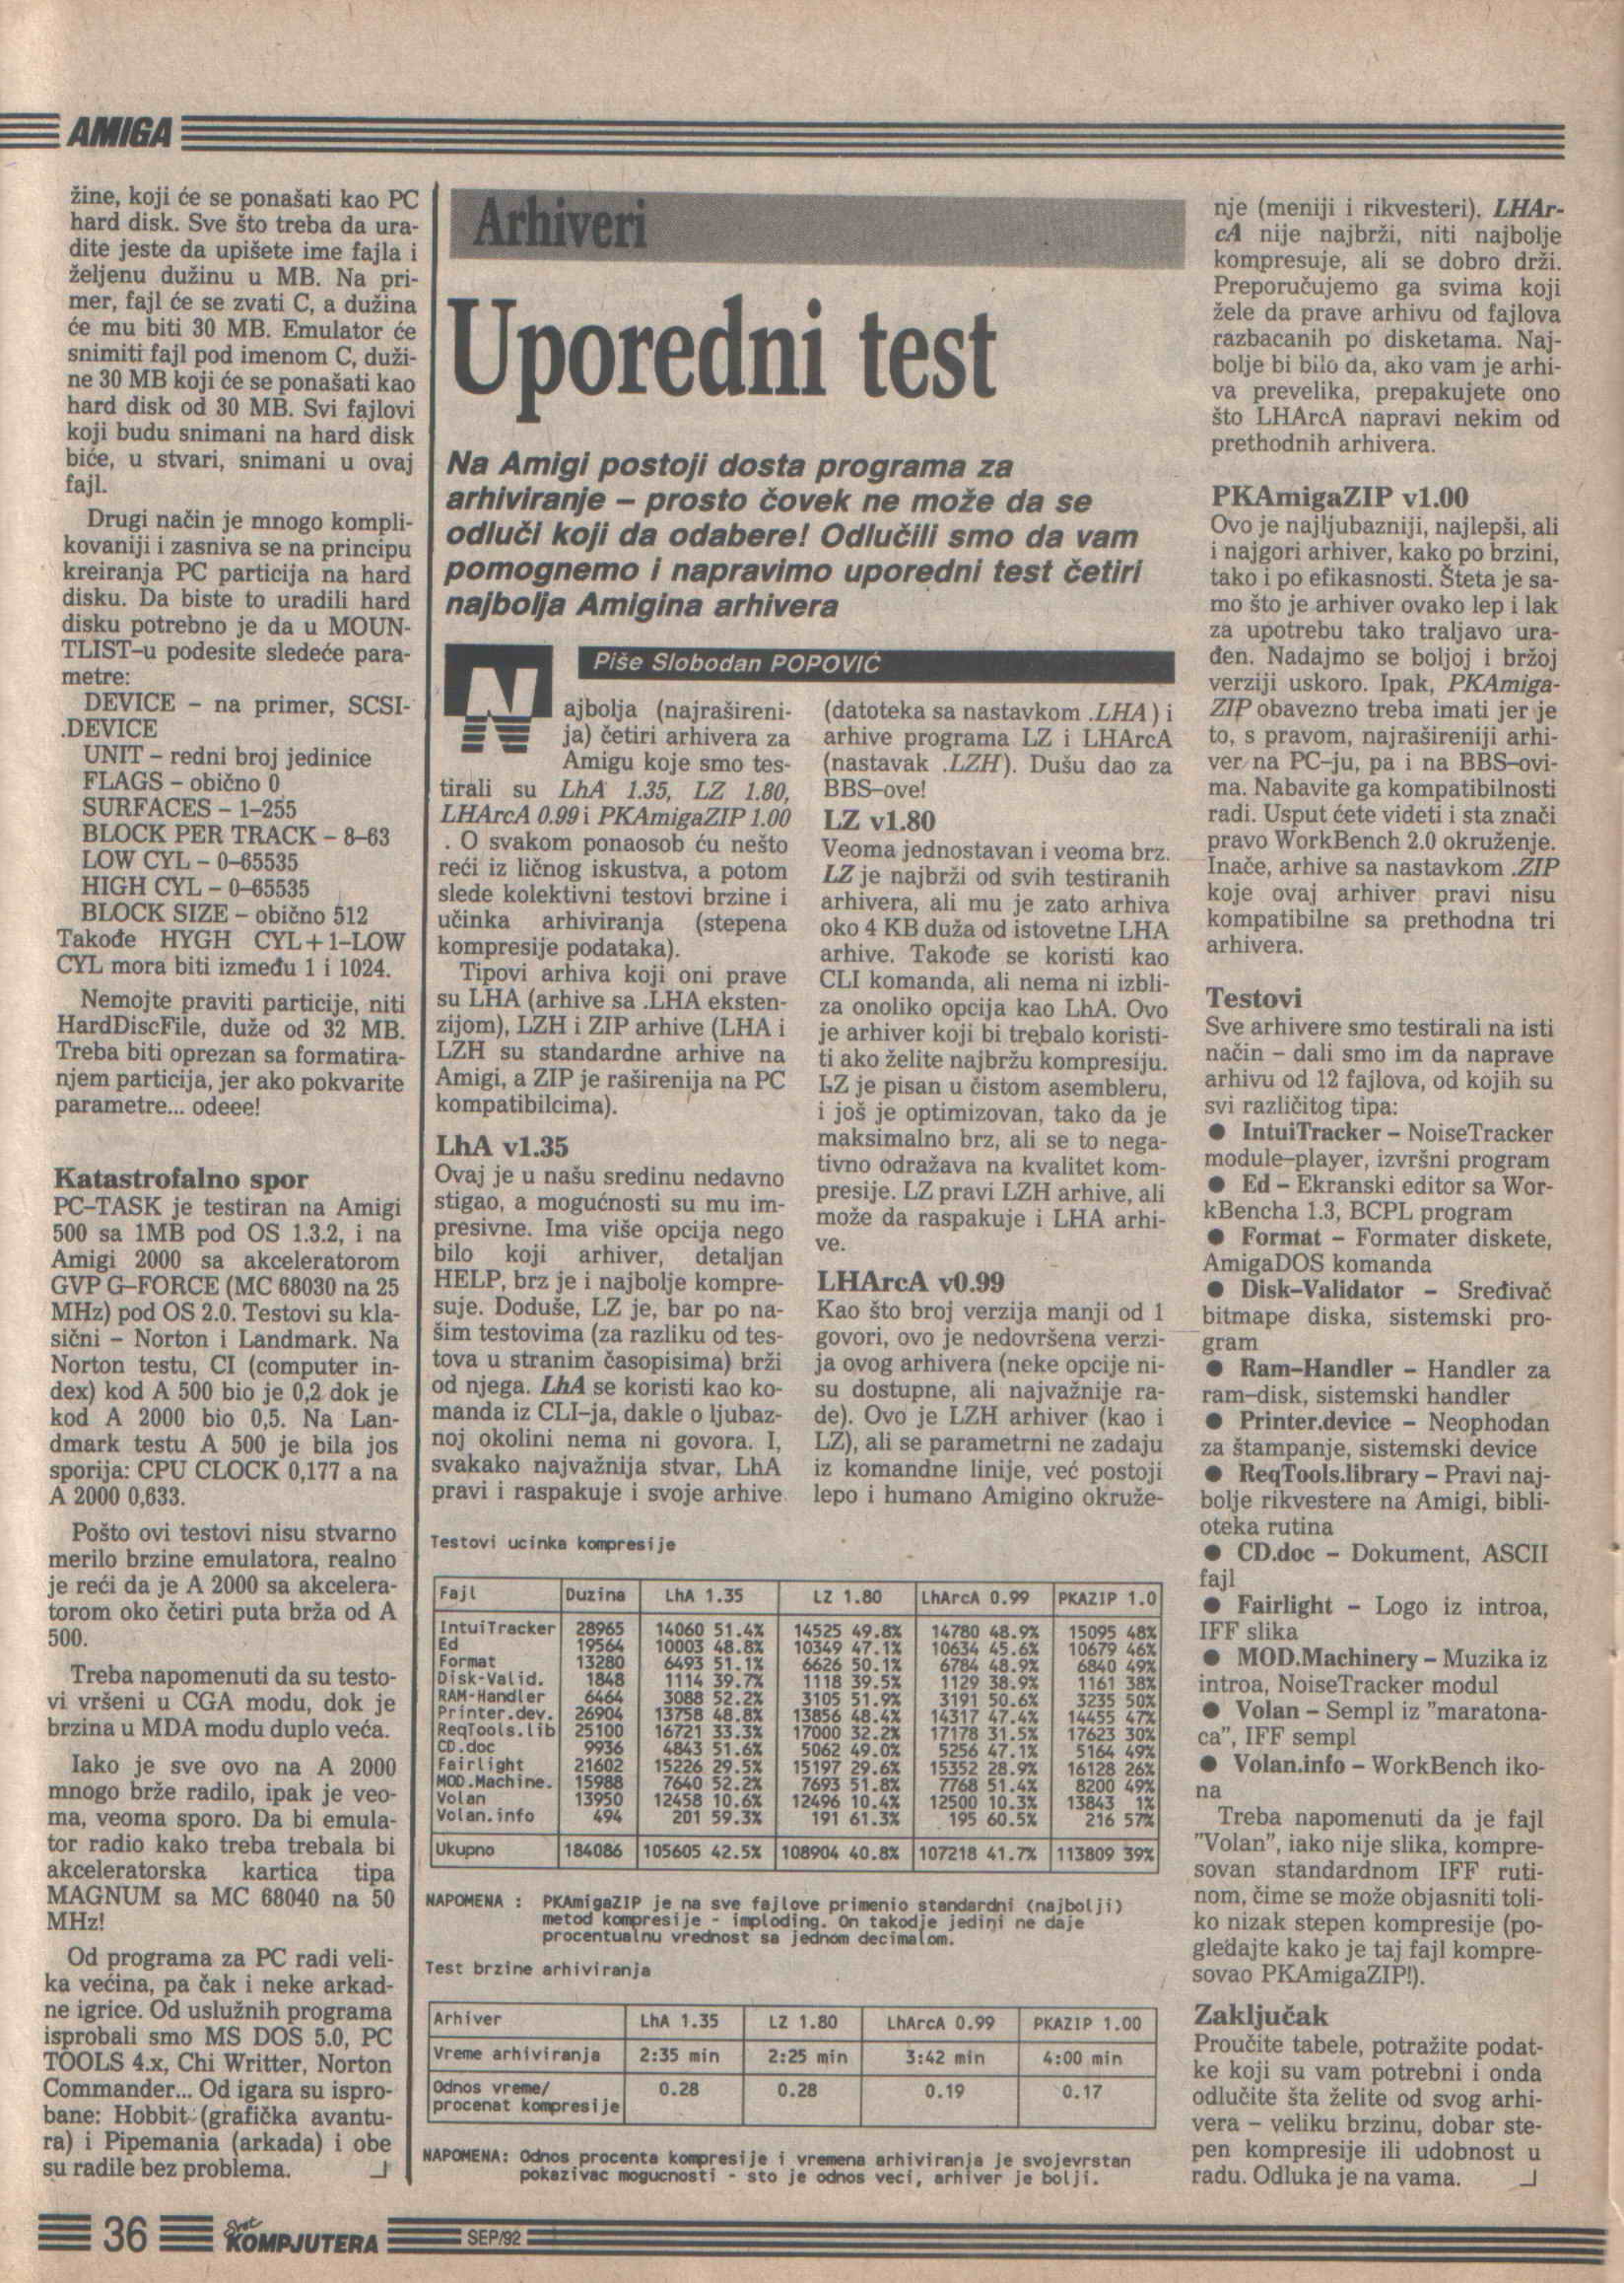 AMIGA
žine, koji će se ponašati kao PC
hard disk. Sve što treba da ura-
dite jeste da upišete ime fajla i
željenu dužinu u MB. Na pri-
mer, fajl će se zvati C, a dužina
će mu biti 30 MB. Emulator će
snimiti fajl pod imenom C, duži-
ne 30 MB koji će se ponašati kao
hard disk od 30 MB. Svi fajlovi
koji budu snimani na hard disk
biće, u stvari, snimani u ovaj
fajl.
Drugi način je mnogo kompli-
kovaniji i zasniva se na principu
kreiranja PC particija na hard
disku. Da biste to uradili hard
disku potrebno je da u MOUN-
TLIST-u podesite sledeće para-
metre:
DEVICE – na primer, SCSI-
.DEVICE
UNIT – redni broj jedinice
FLAGS – obično 0
SURFACES – 1–255
BLOCK PER TRACK – 8–63
LOW CYL – 0–65535
HIGH CYL – 0–65535
BLOCK SIZE – obično 512
Takođe HYGH CYL+1–LOW
CYL mora biti između 1 i 1024.
Nemojte praviti particije, niti
HardDiscFile, duže od 32 MB.
Treba biti oprezan sa formatira-
njem particija, jer ako pokvarite
parametre... odeee!
Katastrofalno spor
PC–TASK je testiran na Amigi
500 sa 1MB pod OS 1.3.2, i na
Amigi 2000 sa akceleratorom
GVP G–FORCE (MC 68030 na 25
MHz) pod OS 2.0. Testovi su kla-
sični – Norton i Landmark. Na
Norton testu, CI (computer in-
dex) kod A 500 bio je 0,2 dok je
kod A 2000 bio 0,5. Na Lan-
dmark testu A 500 je bila jos
sporija: CPU CLOCK 0,177 a na
A 2000 0,633.
Pošto ovi testovi nisu stvarno
merilo brzine emulatora, realno
je reći da je A 2000 sa akcelera-
torom oko četiri puta brža od A
500.
Treba napomenuti da su testo-
vi vršeni u CGA modu, dok je
brzina u MDA modu duplo veća.
Iako je sve ovo na A 2000
mnogo brže radilo, ipak je veo-
ma, veoma sporo. Da bi emula-
tor radio kako treba trebala bi
akceleratorska kartica tipa
MAGNUM sa MC 68040 na 50
MHz!
Od programa za PC radi veli-
ka većina, pa čak i neke arkad-
ne igrice. Od uslužnih programa
isprobali smo MS DOS 5.0, PC
TOOLS 4.x, Chi Writter, Norton
Commander... Od igara su ispro-
bane: Hobbit (grafička avantu-
ra) i Pipemania (arkada) i obe
su radile bez problema.
Arhiveri
Uporedni test
Na Amigi postoji dosta programa za
arhiviranje – prosto čovek ne može da se
odluči koji da odabere! Odlučili smo da vam
pomognemo i napravimo uporedni test četiri
najbolja Amigina arhivera
Piše Slobodan POPOVIĆ
Najbolja (najrašireni-
ja) četiri arhivera za
Amigu koje smo tes-
tirali su LhA 1.35, LZ 1.80,
LHArcA 0.99 i PKAmigaZIP 1.00
. O svakom ponaosob ću nešto
reći iz ličnog iskustva, a potom
slede kolektivni testovi brzine i
učinka arhiviranja (stepena
kompresije podataka).
Tipovi arhiva koji oni prave
su LHA (arhive sa .LHA eksten-
zijom), LZH i ZIP arhive (LHA i
LZH su standardne arhive na
Amigi, a ZIP je raširenija na PC
kompatibilcima).
LhA v1.35
Ovaj je u našu sredinu nedavno
stigao, a mogućnosti su mu im-
presivne. Ima više opcija nego
bilo koji arhiver, detaljan
HELP, brz je i najbolje kompre-
suje. Doduše, LZ je, bar po na-
šim testovima (za razliku od tes-
tova u stranim časopisima) brži
od njega. LhA se koristi kao ko-
manda iz CLI–ja, dakle o ljubaz-
noj okolini nema ni govora. I,
svakako najvažnija stvar, LhA
pravi i raspakuje i svoje arhive
(datoteka sa nastavkom .LHA ) i
arhive programa LZ i LHArcA
(nastavak .LZH). Dušu dao za
BBS–ove!
LZ v1.80
Veoma jednostavan i veoma brz.
LZ je najbrži od svih testiranih
arhivera, ali mu je zato arhiva
oko 4 KB duža od istovetne LHA
arhive. Takođe se koristi kao
CLI komanda, ali nema ni izbli-
za onoliko opcija kao LhA. Ovo
je arhiver koji bi trebalo koristi-
ti ako želite najbržu kompresiju.
LZ je pisan u čistom asembleru,
i još je optimizovan, tako da je
maksimalno brz, ali se to nega-
tivno odražava na kvalitet kom-
presije. LZ pravi LZH arhive, ali
može da raspakuje i LHA arhi-
ve.
LHArcA v0.99
Kao što broj verzija manji od 1
govori, ovo je nedovršena verzi-
ja ovog arhivera (neke opcije ni-
su dostupne, ali najvažnije ra-
de). Ovo je LZH arhiver (kao i
LZ), ali se parametrni ne zadaju
iz komandne linije, već postoji
lepo i humano Amigino okruže-
nje (meniji i rikvesteri). LHAr-
cA nije najbrži, niti najbolje
kompresuje, ali se dobro drži.
Preporučujemo ga svima koji
žele da prave arhivu od fajlova
razbacanih po disketama. Naj-
bolje bi bilo da, ako vam je arhi-
va prevelika, prepakujete ono
što LHArcA napravi nekim od
prethodnih arhivera.
PKAmigaZIP v1.00
Ovo je najljubazniji, najlepši, ali
i najgori arhiver, kako po brzini,
tako i po efikasnosti. Šteta je sa-
mo što je arhiver ovako lep i lak
za upotrebu tako traljavo ura-
đen. Nadajmo se boljoj i bržoj
verziji uskoro. Ipak, PKAmiga-
ZIP obavezno treba imati jer je
to, s pravom, najrašireniji arhi-
ver na PC–ju, pa i na BBS–ovi-
ma. Nabavite ga kompatibilnosti
radi. Usput ćete videti i sta znači
pravo WorkBench 2.0 okruženje.
Inače, arhive sa nastavkom .ZIP
koje ovaj arhiver pravi nisu
kompatibilne sa prethodna tri
arhivera.
Testovi
Sve arhivere smo testirali na isti
način – dali smo im da naprave
arhivu od 12 fajlova, od kojih su
svi različitog tipa:
● IntuiTracker – NoiseTracker
module–player, izvršni program
● Ed – Ekranski editor sa Wor-
kBencha 1.3, BCPL program
● Format – Formater diskete,
AmigaDOS komanda
● Disk–Validator – Sređivač
bitmape diska, sistemski pro-
gram
● Ram–Handler – Handler za
ram–disk, sistemski handler
● Printer.device – Neophodan
za štampanje, sistemski device
● ReqTools.library – Pravi naj-
bolje rikvestere na Amigi, bibli-
oteka rutina
● CD.doc – Dokument, ASCII
fajl
● Fairlight – Logo iz introa,
IFF slika
● MOD.Machinery – Muzika iz
introa, NoiseTracker modul
● Volan – Sempl iz "maratona-
ca", IFF sempl
● Volan.info – WorkBench iko-
na
Treba napomenuti da je fajl
"Volan", iako nije slika, kompre-
sovan standardnom IFF ruti-
nom, čime se može objasniti toli-
ko nizak stepen kompresije (po-
gledajte kako je taj fajl kompre-
sovao PKAmigaZIP!).
Zaključak
Proučite tabele, potražite podat-
ke koji su vam potrebni i onda
odlučite šta želite od svog arhi-
vera – veliku brzinu, dobar ste-
pen kompresije ili udobnost u
radu. Odluka je na vama.
Testovi ucinka kompresije
Fajl Duzina LhA 1.35 LZ 1.80 LhArcA 0.99 PKAZIP 1.0
IntuiTracker 28965 14060 51.4% 14525 49.8% 14780 48.9% 15095 48%
Ed 19564 10003 48.8% 10349 47.1% 10634 45.6% 10679 46%
Format 13280 6493 51.1% 6626 50.1% 6784 48.9% 6840 49%
Disk-Valid. 1848 1114 39.7% 1118 39.5% 1129 38.9% 1161 38%
RAM-Handler 6464 3088 52.2% 3105 51.9% 3191 50.6% 3235 50%
Printer.dev. 26904 13758 48.8% 13856 48.4% 14317 47.4% 14455 47%
ReqTools.lib 25100 16721 33.3% 17000 32.2% 17178 31.5% 17623 30%
CD.doc 9936 4843 51.6% 5062 49.0% 5256 47.1% 5164 49%
Fairlight 21602 15226 29.5% 15197 29.6% 15352 28.9% 16128 26%
MOD.Machine. 15988 7640 52.2% 7693 51.8% 7768 51.4% 8200 49%
Volan 13950 12458 10.6% 12496 10.4% 12500 10.3% 13843 1%
Volan.info 494 201 59.3% 191 61.3% 195 60.5% 216 57%
Ukupno 184086 105605 42.5% 108904 40.8% 107218 41.7% 113809 39%
NAPOMENA : PKAmigaZIP je na sve fajlove primenio standardni (najbolji)
metod kompresije - imploding. On takodje jedini ne daje
procentualnu vrednost sa jednom decimalom.
Test brzine arhiviranja
Arhiver LhA 1.35 LZ 1.80 LhArcA 0.99 PKAZIP 1.00
Vreme arhiviranja 2:35 min 2:25 min 3:42 min 4:00 min
Odnos vreme/
procenat kompresije 0.28 0.28 0.19 0.17
NAPOMENA: Odnos procenta kompresije i vremena arhiviranja je svojevrstan
pokazivac mogucnosti - sto je odnos veci, arhiver je bolji.
36 Svet KOMPJUTERA SEP/92